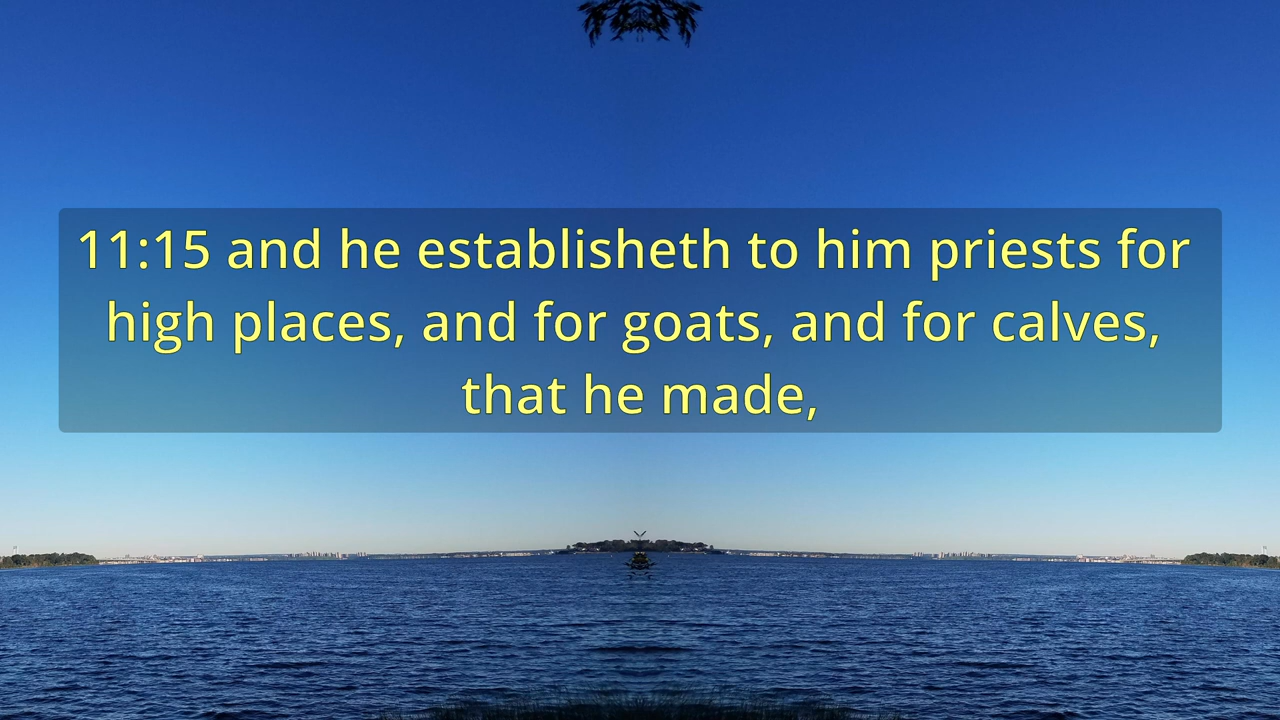 11:15 and he establisheth to him priests for
high places, and for goats, and for calves,
that he made,